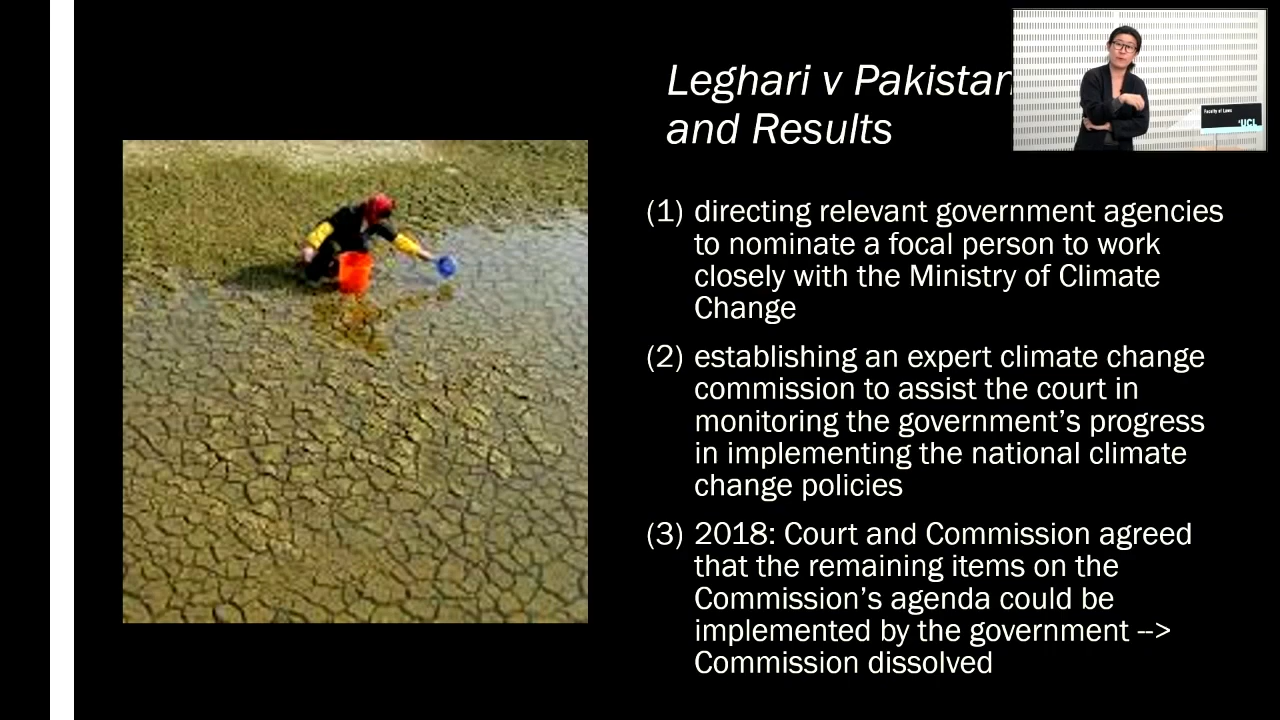 Leghari v Pakistan
and Results
Faculty of Laws
UCL
(1) directing relevant government agencies
to nominate a focal person to work
closely with the Ministry of Climate
Change
(2) establishing an expert climate change
commission to assist the court in
monitoring the government’s progress
in implementing the national climate
change policies
(3) 2018: Court and Commission agreed
that the remaining items on the
Commission’s agenda could be
implemented by the government -->
Commission dissolved